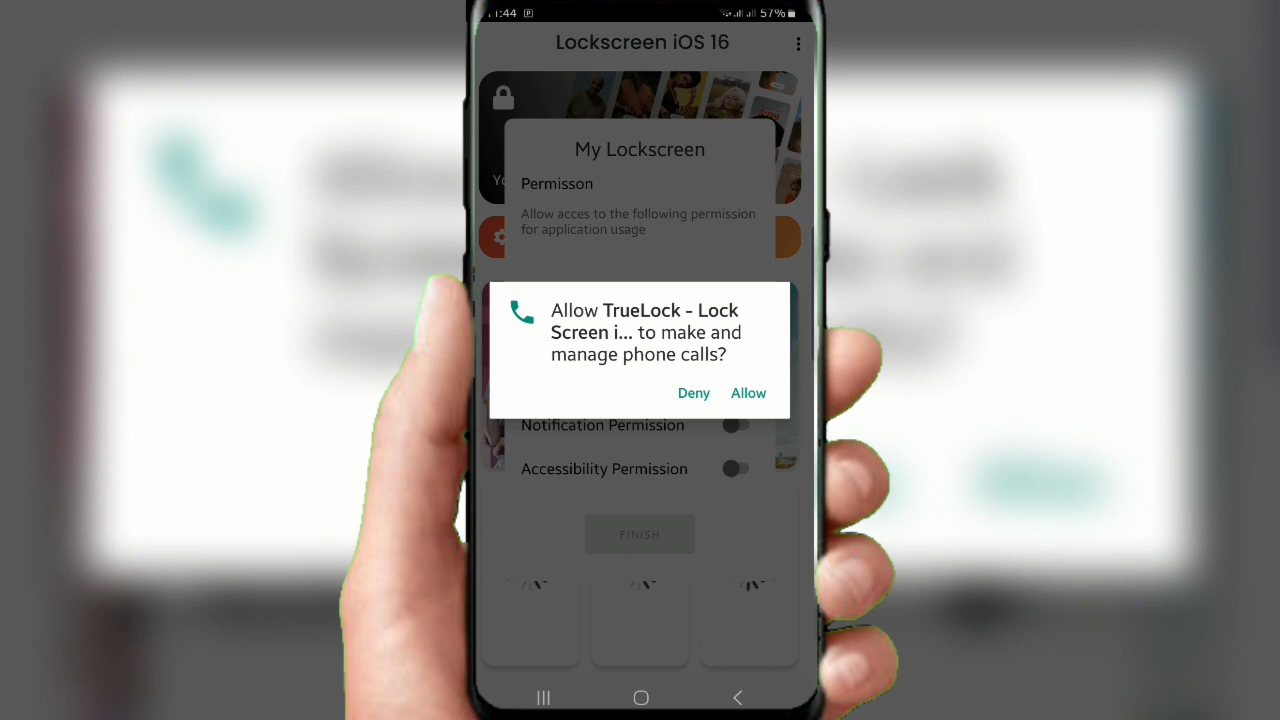 1:44
57%
Lockscreen iOS 16
My Lockscreen
Permisson
Allow acces to the following permission
for application usage
Allow TrueLock - Lock
Screen i... to make and
manage phone calls?
Deny Allow
Notification Permission
Accessibility Permission
FINISH